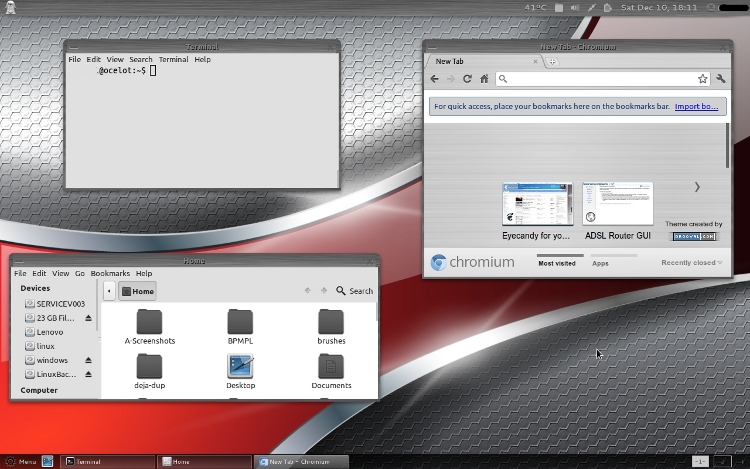 41°C Sat Dec 10, 18:11
Terminal
File Edit View Search Terminal Help
.@ocelot:~$
New Tab - Chromium
New Tab
For quick access, place your bookmarks here on the bookmarks bar. Import bo...
Eyecandy for yo...
ADSL Router GUI
Theme created by
chromium
Most visited
Apps
Recently closed
Home
File Edit View Go Bookmarks Help
Devices
SERVICEV003
23 GB Fil...
Lenovo
linux
windows
LinuxBac...
Computer
Home
Search
A-Screenshots
BPMPL
brushes
deja-dup
Desktop
Documents
Menu
Terminal
Home
New Tab - Chromium